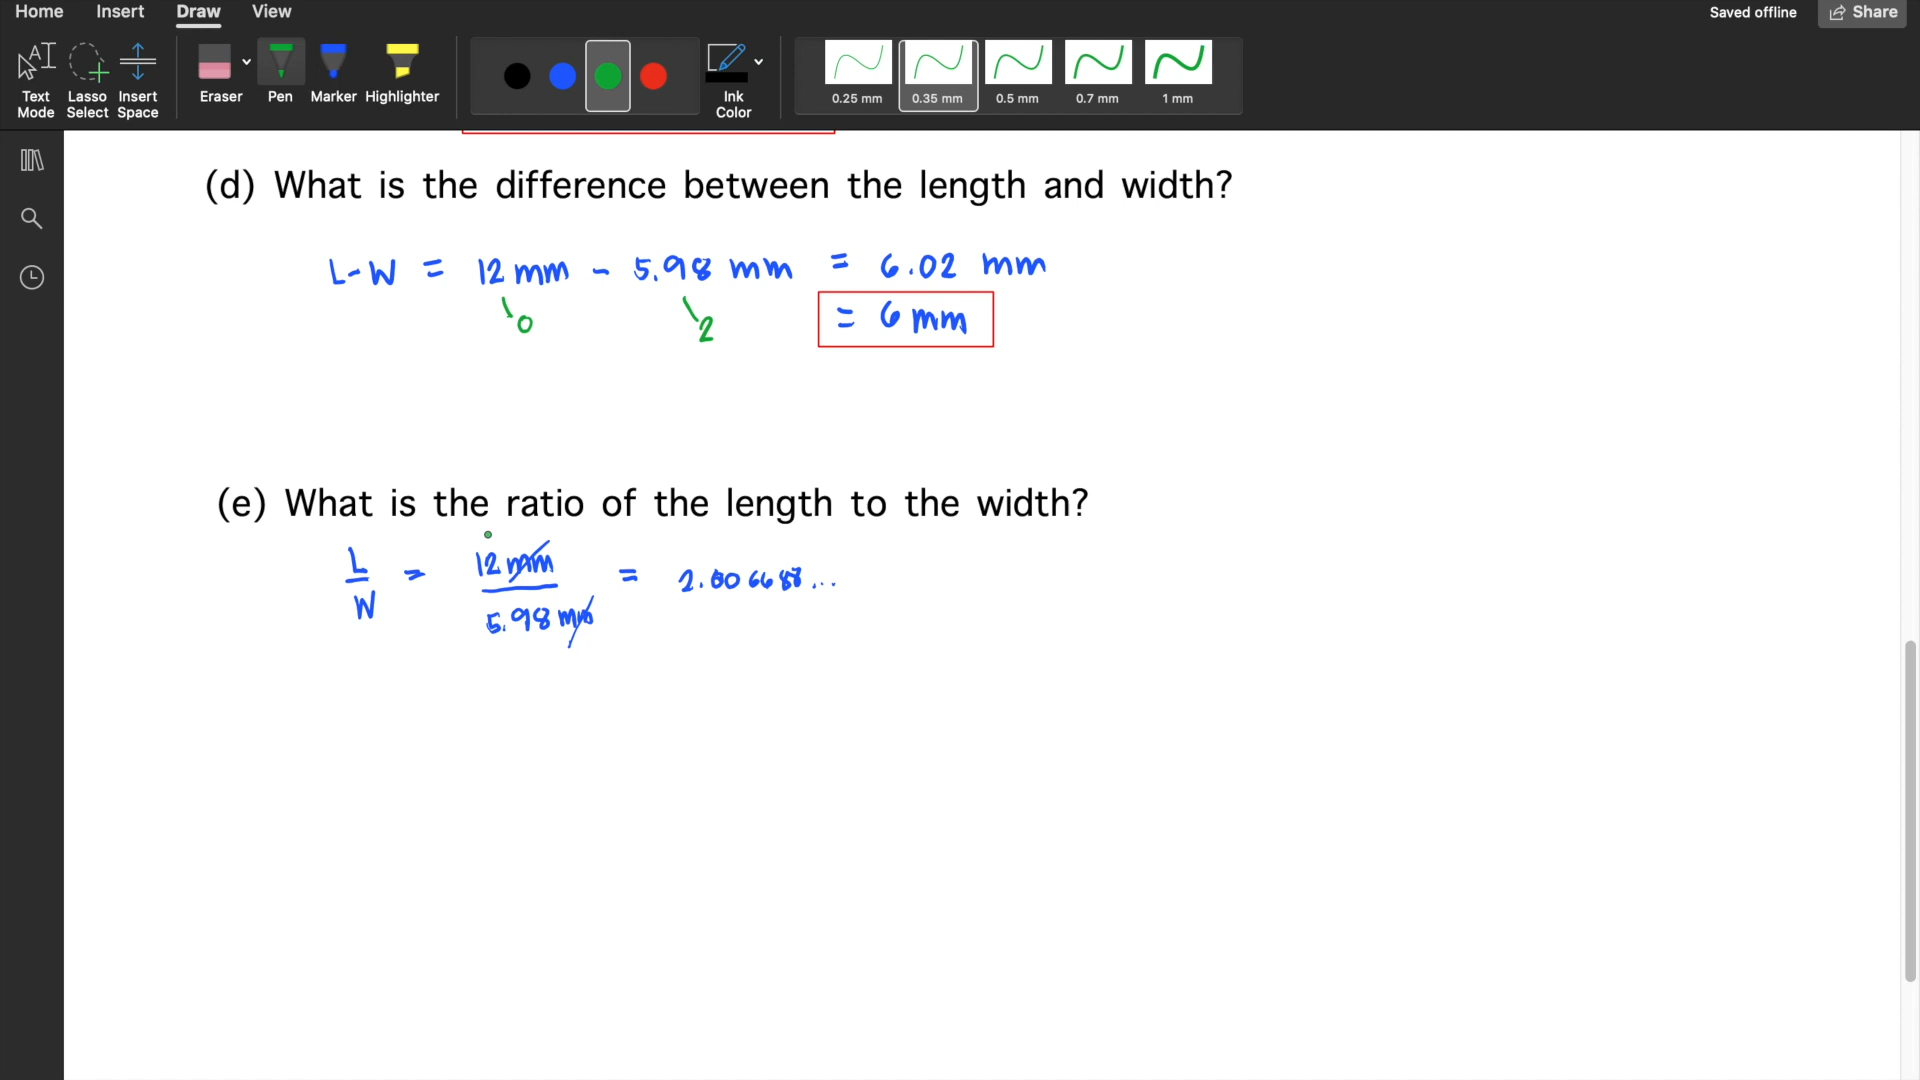 Home Insert Draw View Saved offline Share
Text Mode Lasso Select Insert Space Eraser Pen Marker Highlighter Ink Color 0.25 mm 0.35 mm 0.5 mm 0.7 mm 1 mm
(d) What is the difference between the length and width?
L-W = 12 mm - 5.98 mm = 6.02 mm
0 2 = 6 mm
(e) What is the ratio of the length to the width?
L/W = 12 mm / 5.98 mm = 2.006688...